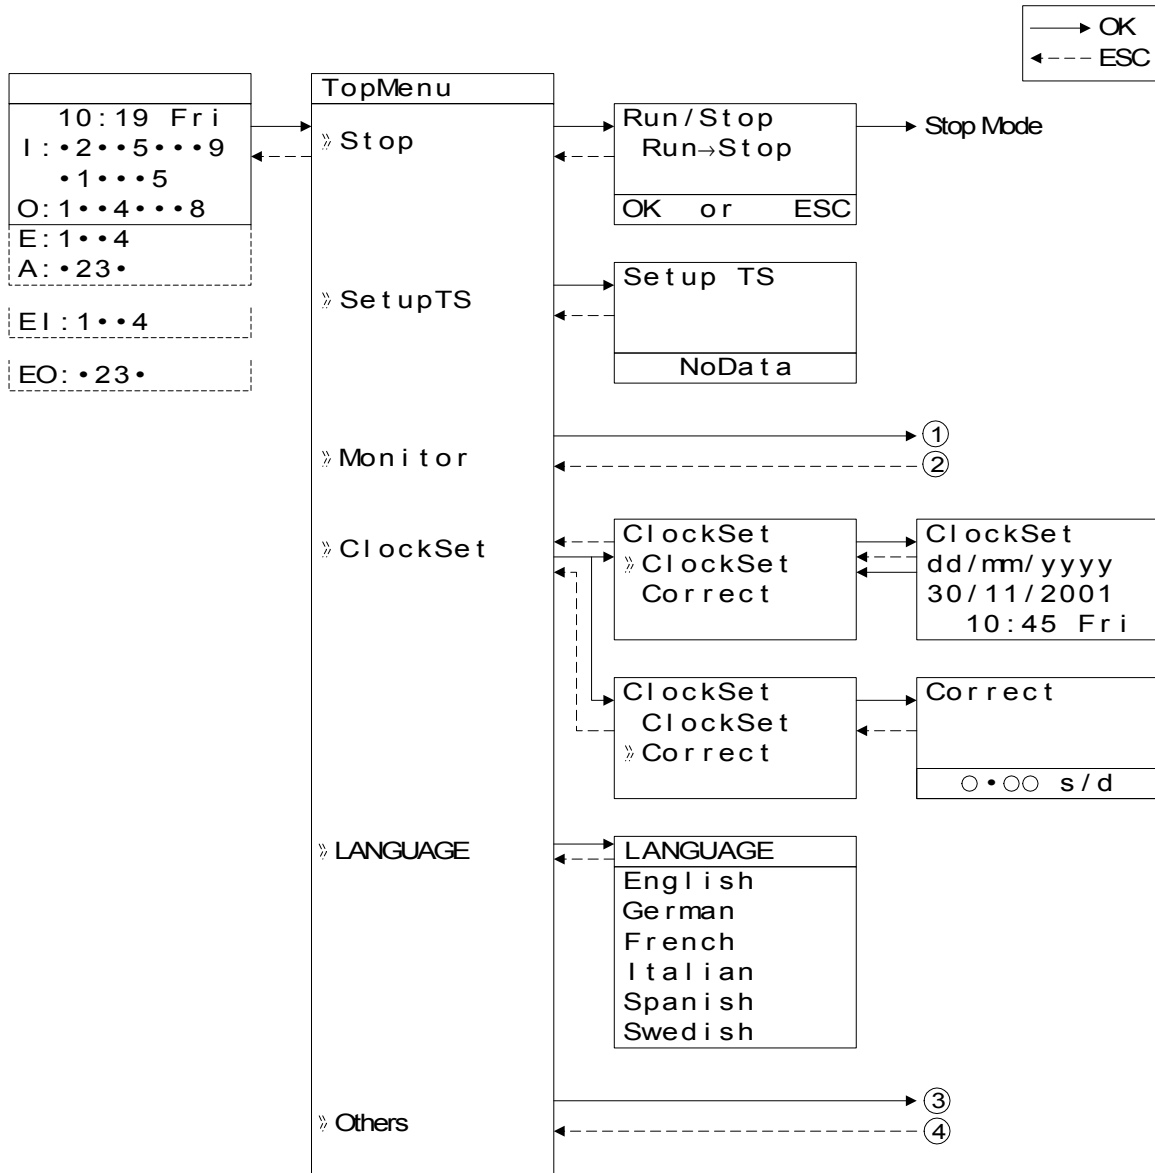 OK
ESC
10:19 Fri
I:•2••5•••9
•1•••5
O:1••4•••8
E:1••4
A:•23•
EI:1••4
EO:•23•
TopMenu
» Stop
» SetupTS
» Monitor
» ClockSet
» LANGUAGE
» Others
Run/Stop
Run→Stop
OK or ESC
Stop Mode
Setup TS
NoData
①
②
ClockSet
» ClockSet
Correct
ClockSet
dd/mm/yyyy
30/11/2001
10:45 Fri
ClockSet
ClockSet
» Correct
Correct
○•○○ s/d
LANGUAGE
English
German
French
Italian
Spanish
Swedish
③
④